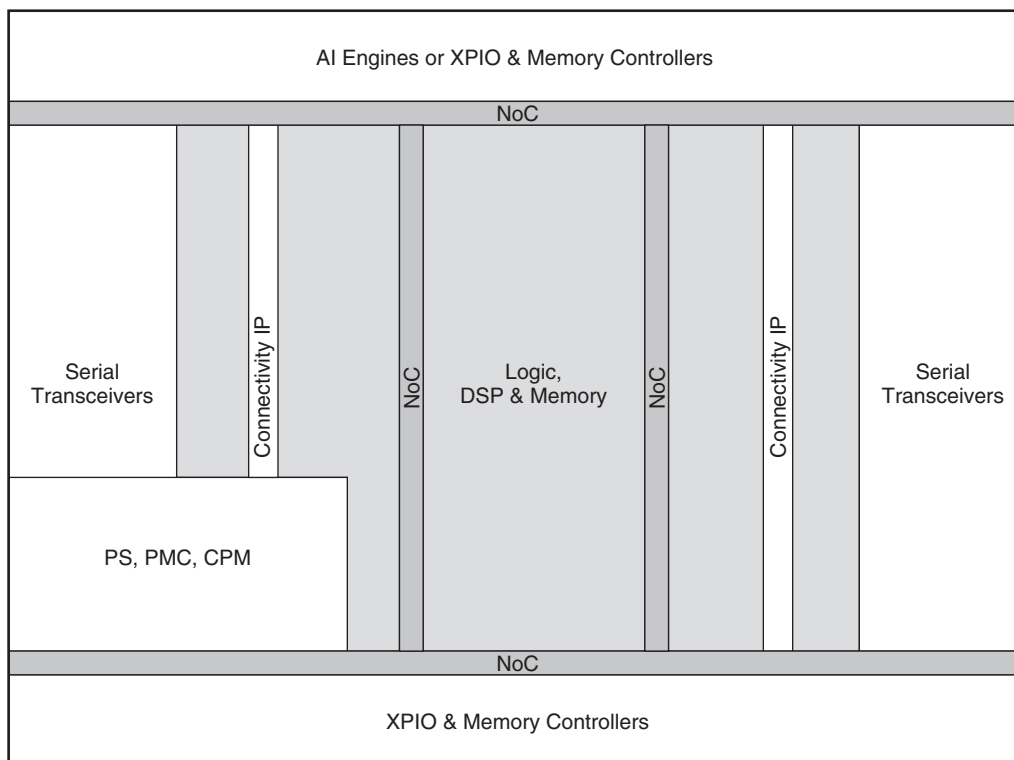 AI Engines or XPIO & Memory Controllers
NoC
Serial
Transceivers
Connectivity IP
NoC
Logic,
DSP & Memory
NoC
Connectivity IP
Serial
Transceivers
PS, PMC, CPM
NoC
XPIO & Memory Controllers